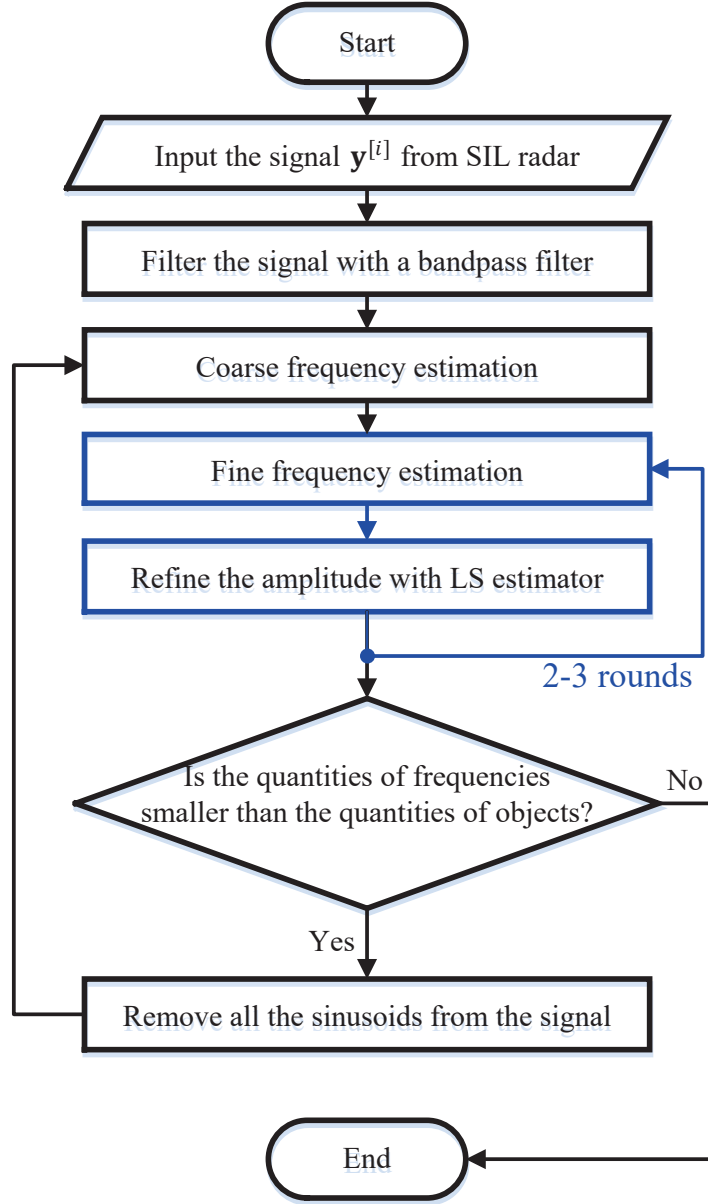 Start
Input the signal y^[i] from SIL radar
Filter the signal with a bandpass filter
Coarse frequency estimation
Fine frequency estimation
Refine the amplitude with LS estimator
2-3 rounds
Is the quantities of frequencies
smaller than the quantities of objects?
No
Yes
Remove all the sinusoids from the signal
End